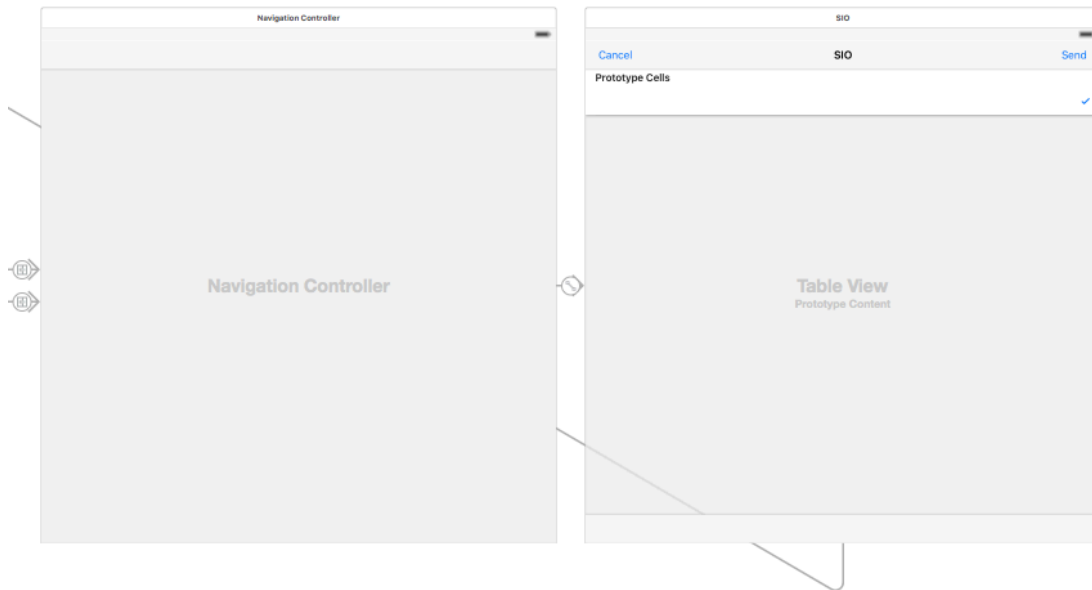 Navigation Controller
Navigation Controller
SIO
Cancel SIO Send
Prototype Cells
Table View
Prototype Content